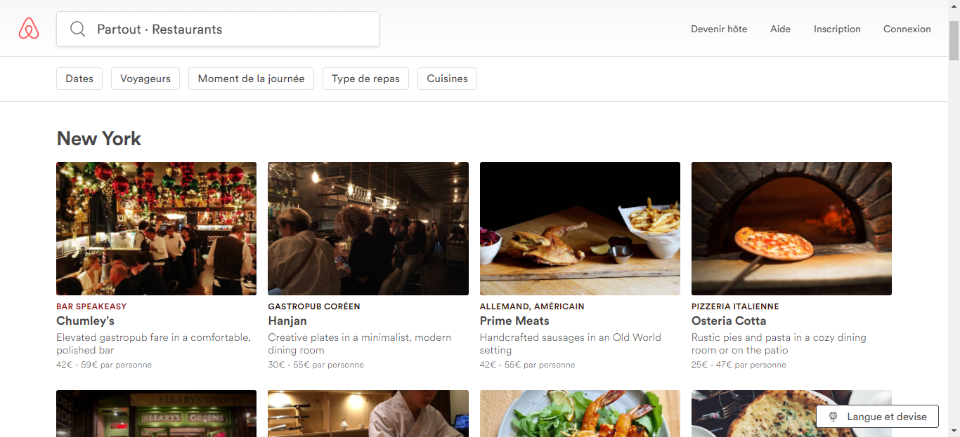 Partout · Restaurants
Devenir hôte
Aide
Inscription
Connexion
Dates
Voyageurs
Moment de la journée
Type de repas
Cuisines
New York
BAR SPEAKEASY
Chumley's
Elevated gastropub fare in a comfortable,
polished bar
42€ - 59€ par personne
GASTROPUB CORÉEN
Hanjan
Creative plates in a minimalist, modern
dining room
30€ - 55€ par personne
ALLEMAND, AMÉRICAIN
Prime Meats
Handcrafted sausages in an Old World
setting
42€ - 55€ par personne
PIZZERIA ITALIENNE
Osteria Cotta
Rustic pies and pasta in a cozy dining
room or on the patio
25€ - 47€ par personne
ELLARY'S GREENS
Langue et devise